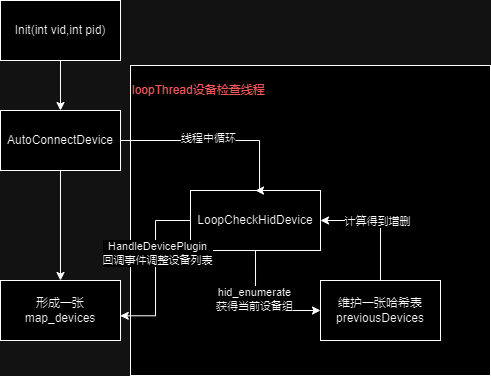 Init(int vid,int pid)
loopThread设备检查线程
AutoConnectDevice
线程中循环
LoopCheckHidDevice
计算得到增删
HandleDevicePlugin
回调事件调整设备列表
hid_enumerate
获得当前设备组
形成一张
map_devices
维护一张哈希表
previousDevices